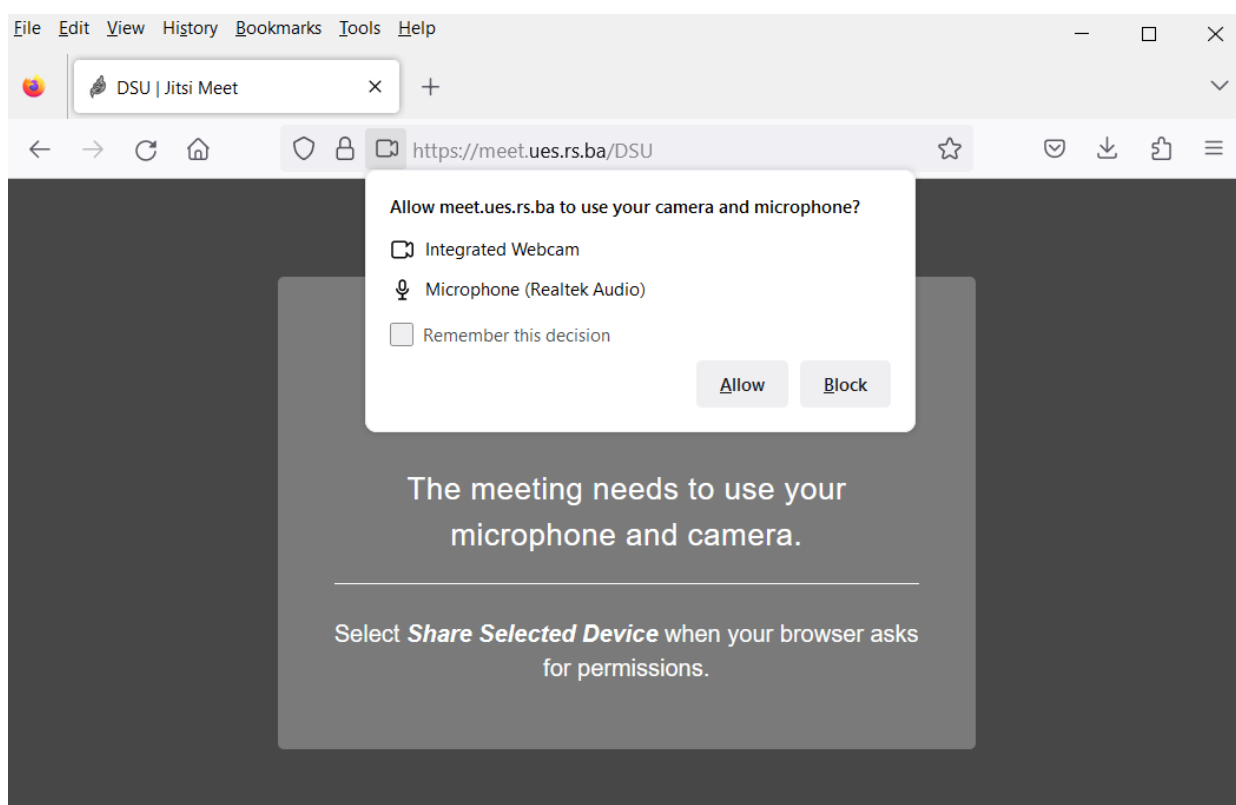 File Edit View History Bookmarks Tools Help
DSU | Jitsi Meet
https://meet.ues.rs.ba/DSU
Allow meet.ues.rs.ba to use your camera and microphone?
Integrated Webcam
Microphone (Realtek Audio)
Remember this decision
Allow Block
The meeting needs to use your
microphone and camera.
Select Share Selected Device when your browser asks
for permissions.